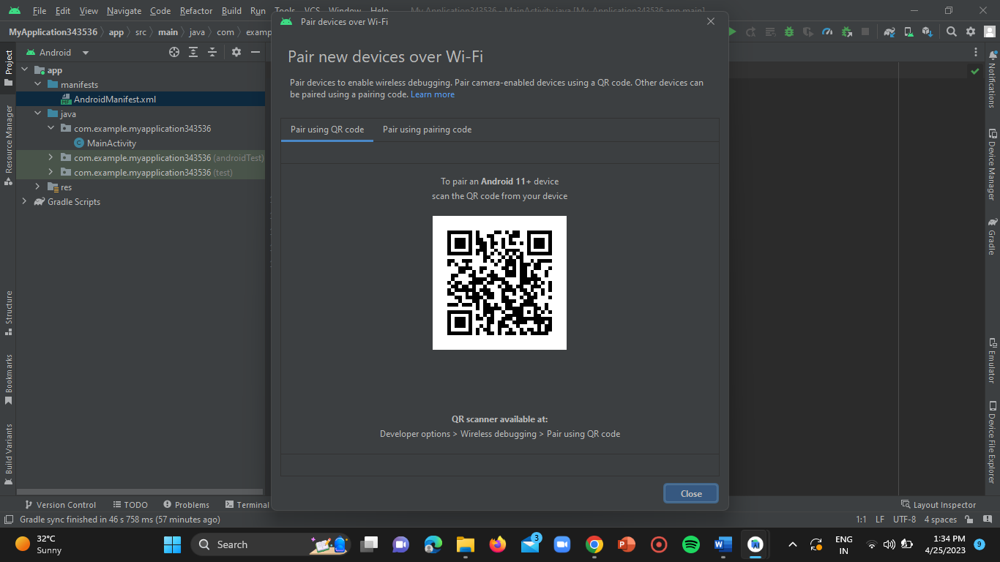 File Edit View Navigate Code Refactor Build Run Tools VCS Window Help
Pair devices over Wi-Fi
MyApplication343536 app src main java com examp
Android
Pair new devices over Wi-Fi
Pair devices to enable wireless debugging. Pair camera-enabled devices using a QR code. Other devices can
be paired using a pairing code. Learn more
Pair using QR code Pair using pairing code
To pair an Android 11+ device
scan the QR code from your device
QR scanner available at:
Developer options > Wireless debugging > Pair using QR code
Close
app
manifests
AndroidManifest.xml
java
com.example.myapplication343536
MainActivity
com.example.myapplication343536 (androidTest)
com.example.myapplication343536 (test)
res
Gradle Scripts
Project
Resource Manager
Structure
Bookmarks
Build Variants
Notifications
Device Manager
Gradle
Emulator
Device File Explorer
Version Control TODO Problems Terminal
Layout Inspector
Gradle sync finished in 46 s 758 ms (57 minutes ago)
1:1 LF UTF-8 4 spaces
32°C
Sunny
Search
3
ENG
IN
1:34 PM
4/25/2023
9